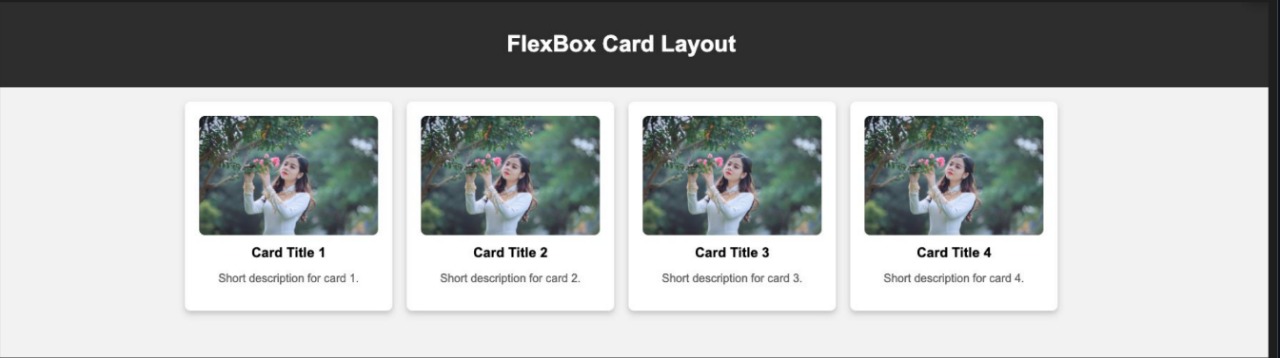 FlexBox Card Layout
Card Title 1
Short description for card 1.
Card Title 2
Short description for card 2.
Card Title 3
Short description for card 3.
Card Title 4
Short description for card 4.